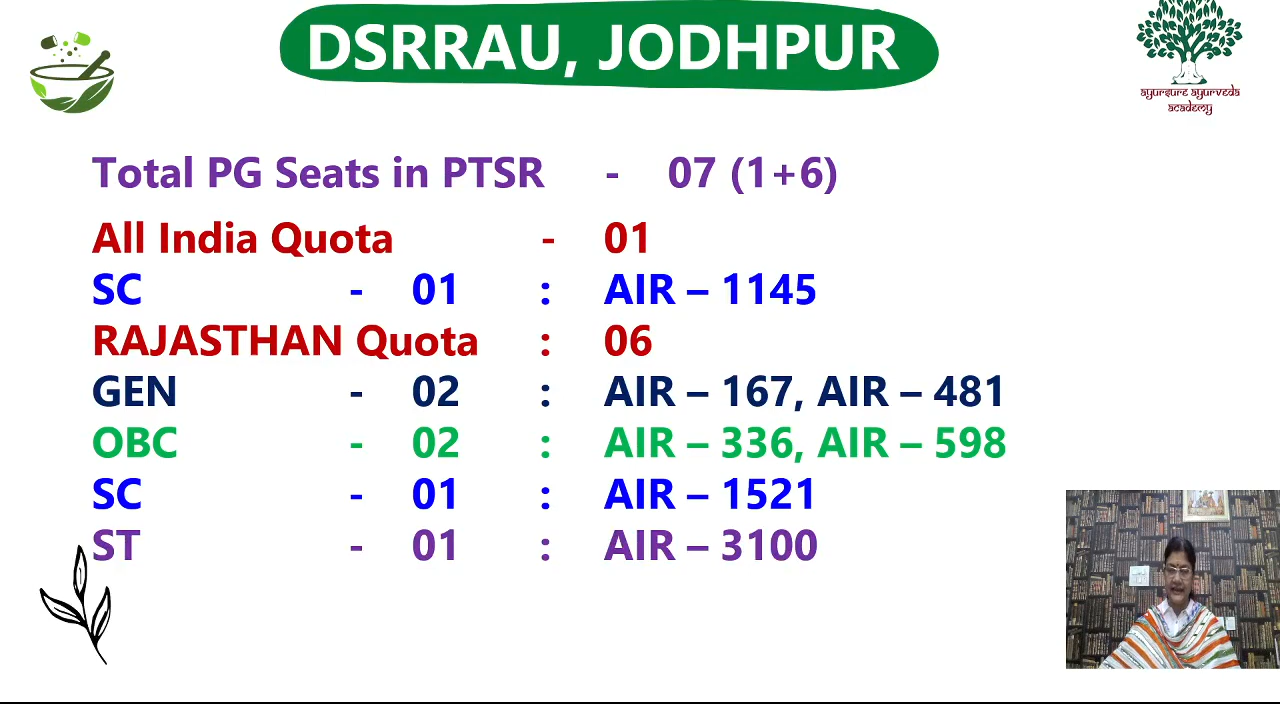 DSRRAU, JODHPUR
ayursure ayurveda
academy
Total PG Seats in PTSR - 07 (1+6)
All India Quota - 01
SC - 01 : AIR – 1145
RAJASTHAN Quota : 06
GEN - 02 : AIR – 167, AIR – 481
OBC - 02 : AIR – 336, AIR – 598
SC - 01 : AIR – 1521
ST - 01 : AIR – 3100